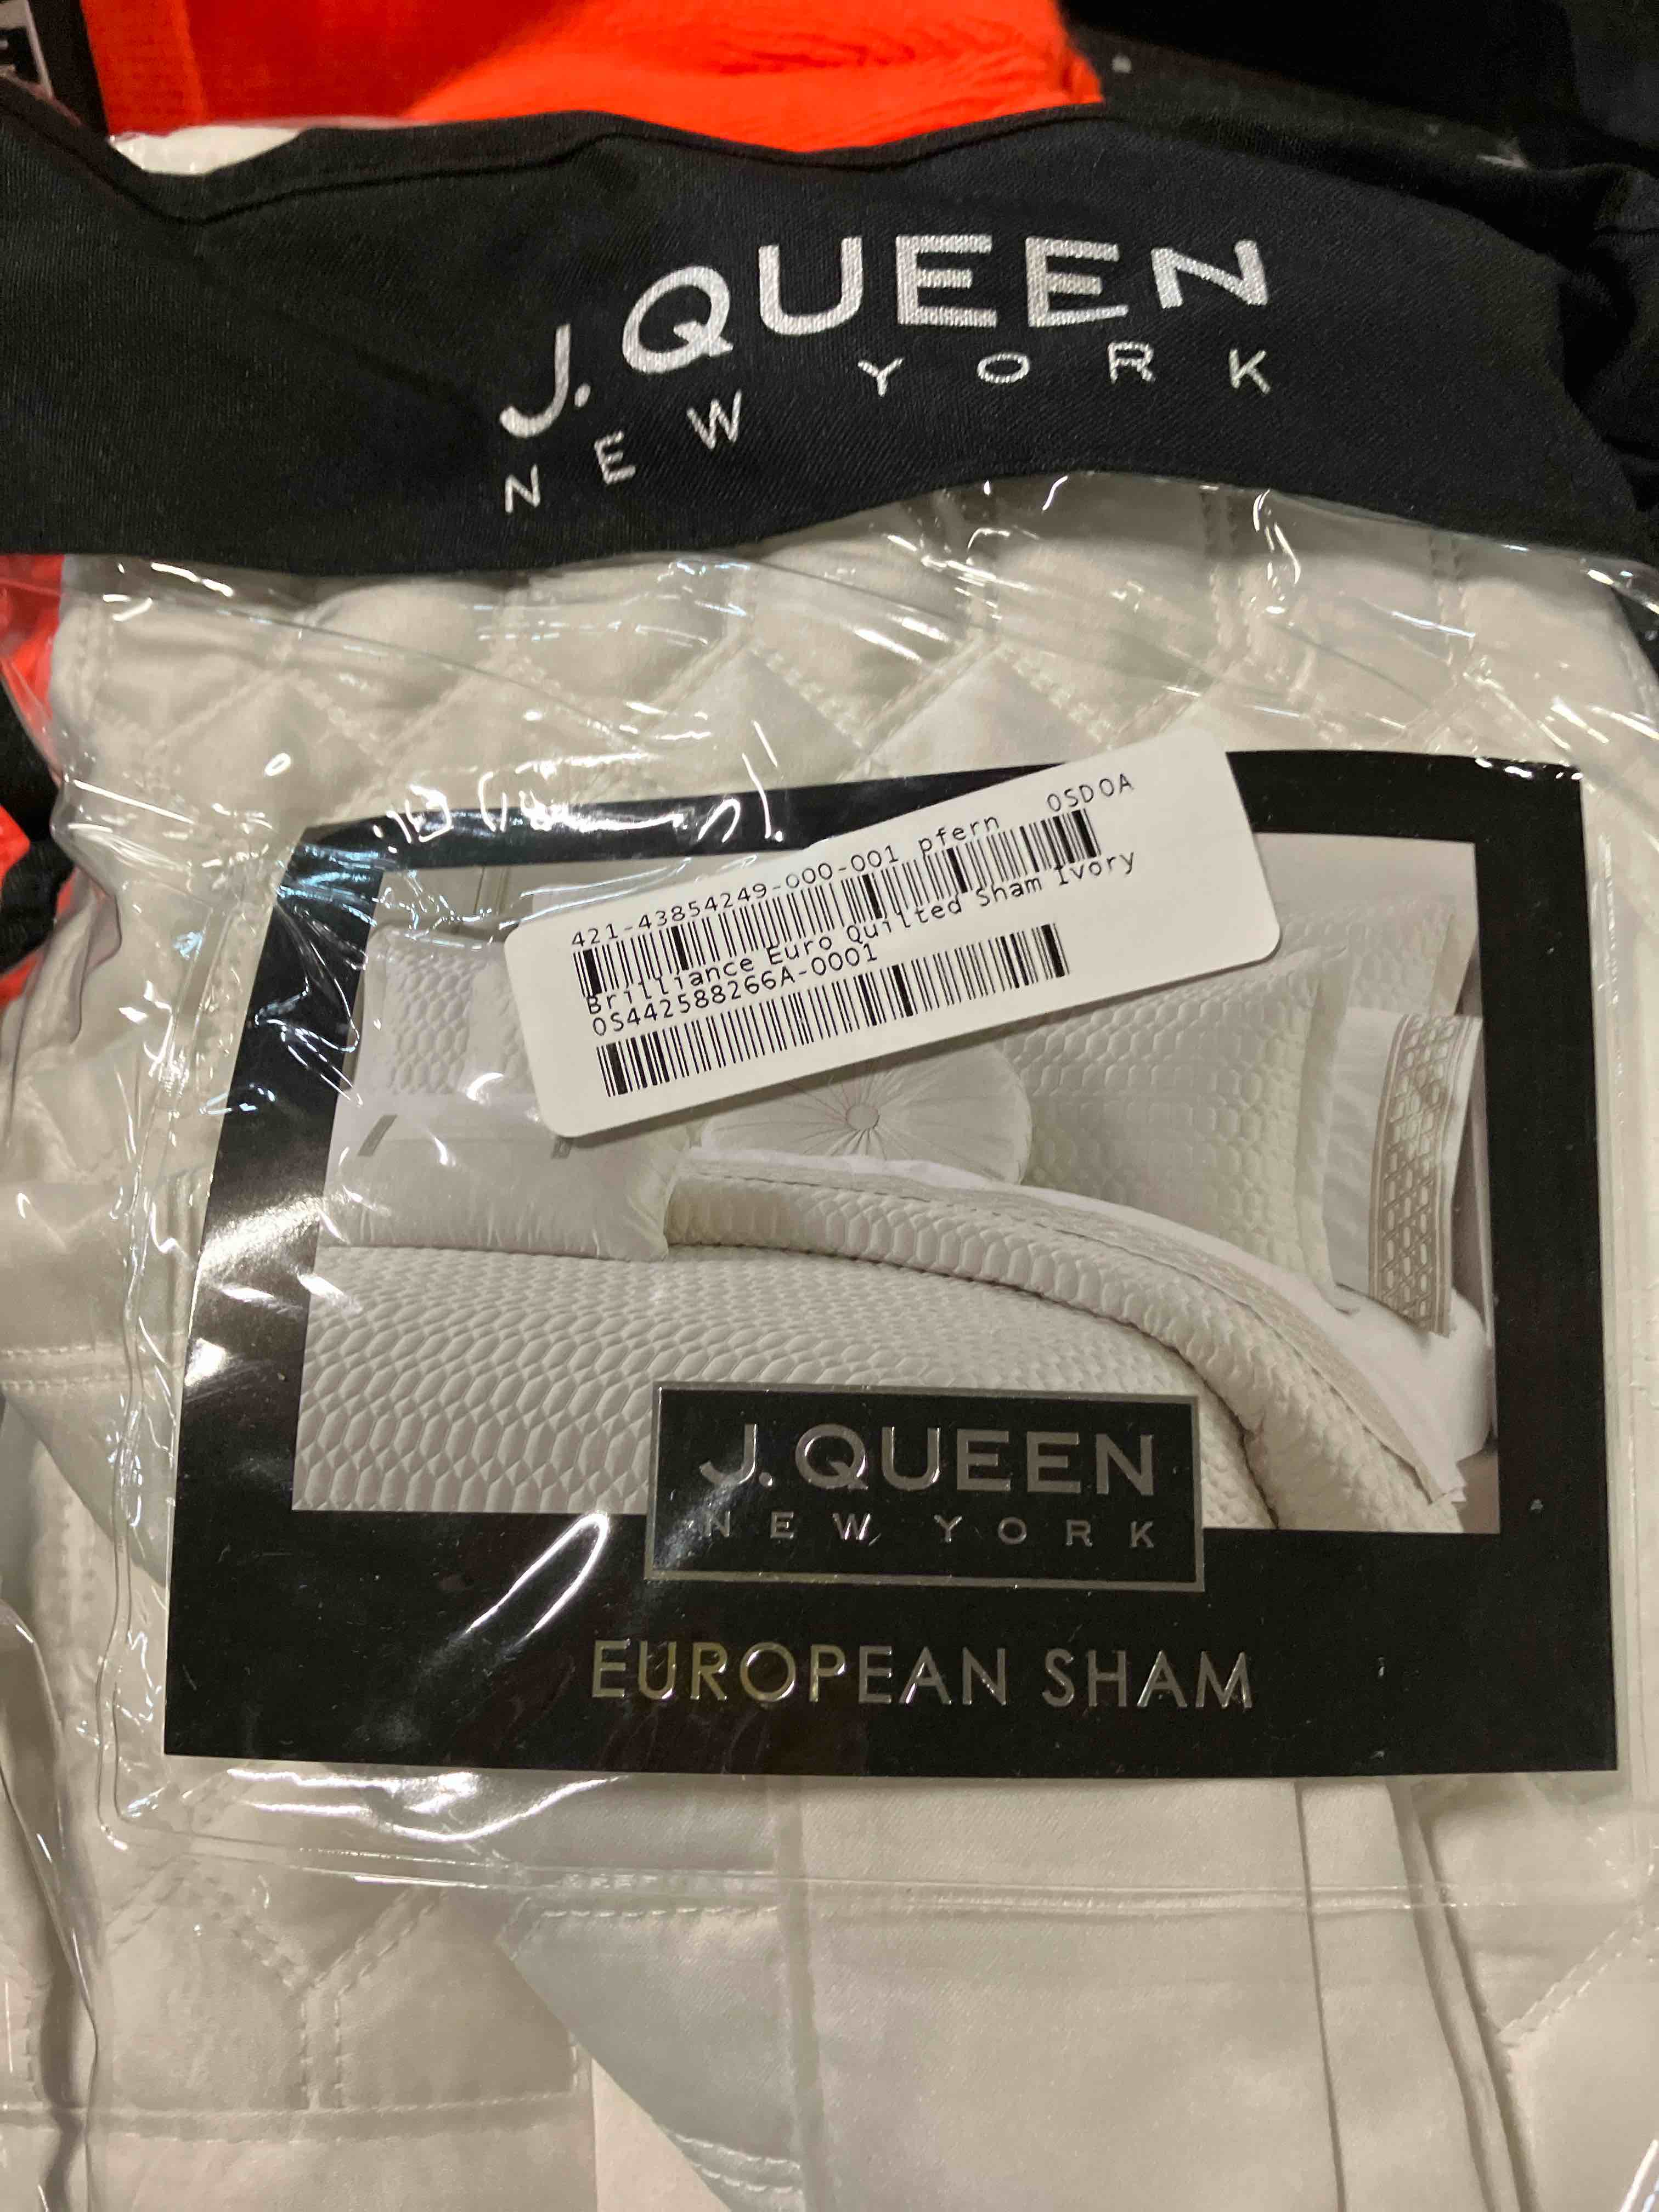 J. QUEEN
NEW YORK
421-43854249-000-001 pfern OSDOA
Brilliance Euro Quilted Sham Ivory
OS442588266A-0001
J. QUEEN
NEW YORK
EUROPEAN SHAM